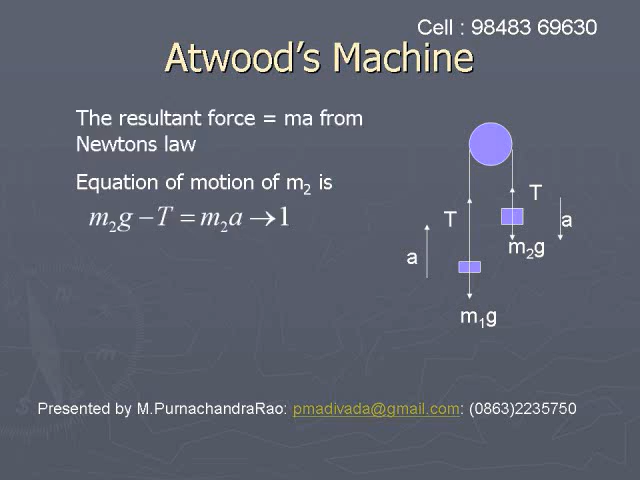 Cell : 98483 69630
Atwood's Machine
The resultant force = ma from
Newtons law
Equation of motion of m₂ is
m₂g − T = m₂a → 1
T
T
a
m₂g
a
m₁g
Presented by M.PurnachandraRao: pmadivada@gmail.com: (0863)2235750